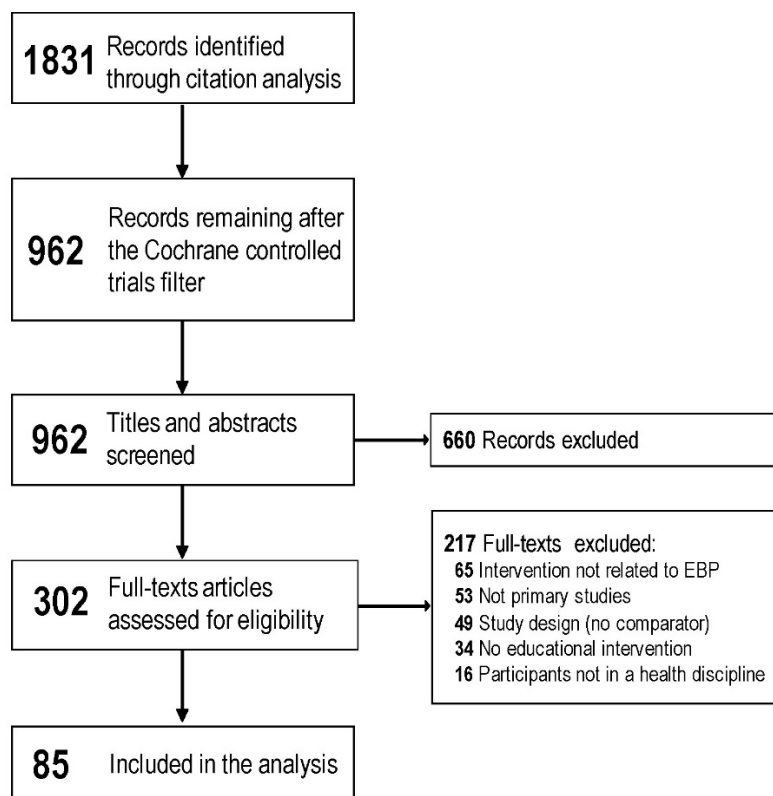 1831 Records identified
through citation analysis
962 Records remaining after
the Cochrane controlled
trials filter
962 Titles and abstracts
screened
660 Records excluded
302 Full-texts articles
assessed for eligibility
217 Full-texts excluded:
65 Intervention not related to EBP
53 Not primary studies
49 Study design (no comparator)
34 No educational intervention
16 Participants not in a health discipline
85 Included in the analysis